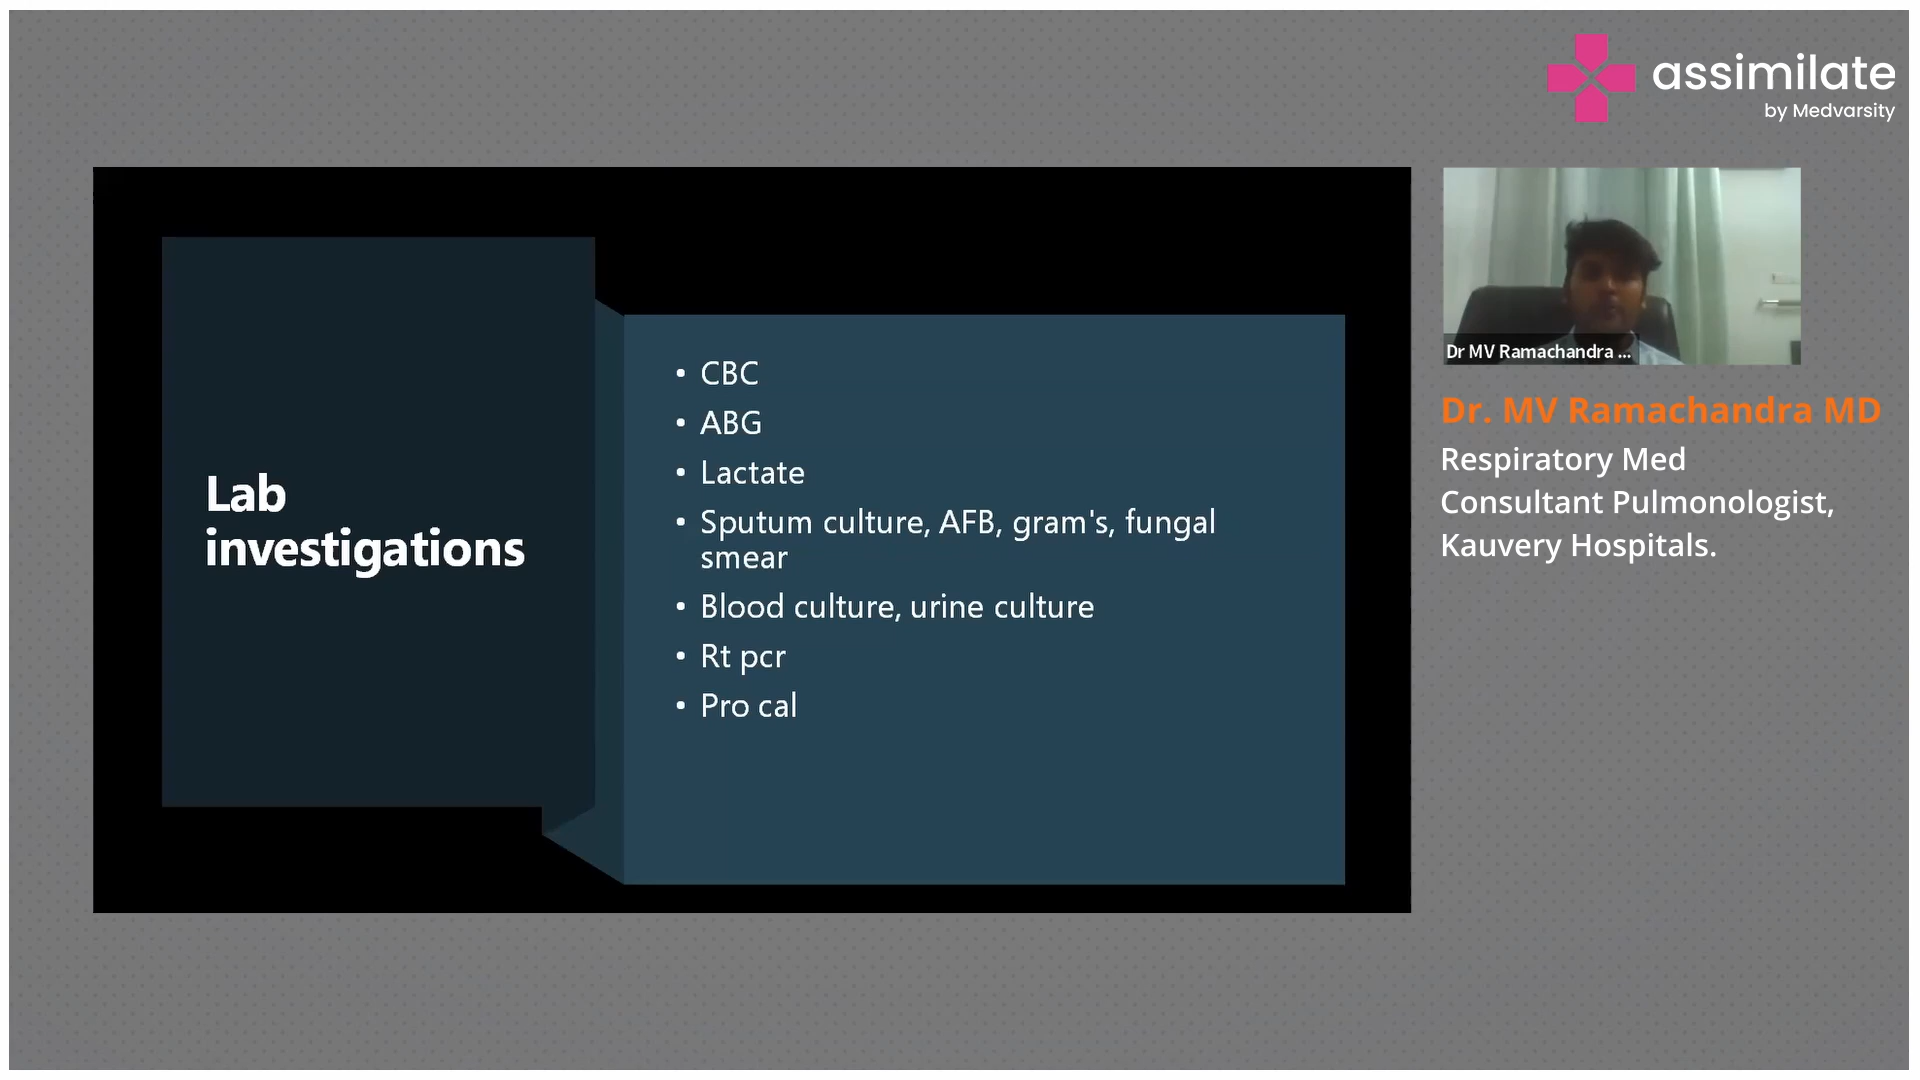 assimilate
by Medvarsity
Lab
investigations
• CBC
• ABG
• Lactate
• Sputum culture, AFB, gram's, fungal
smear
• Blood culture, urine culture
• Rt pcr
• Pro cal
Dr MV Ramachandra ...
Dr. MV Ramachandra MD
Respiratory Med
Consultant Pulmonologist,
Kauvery Hospitals.